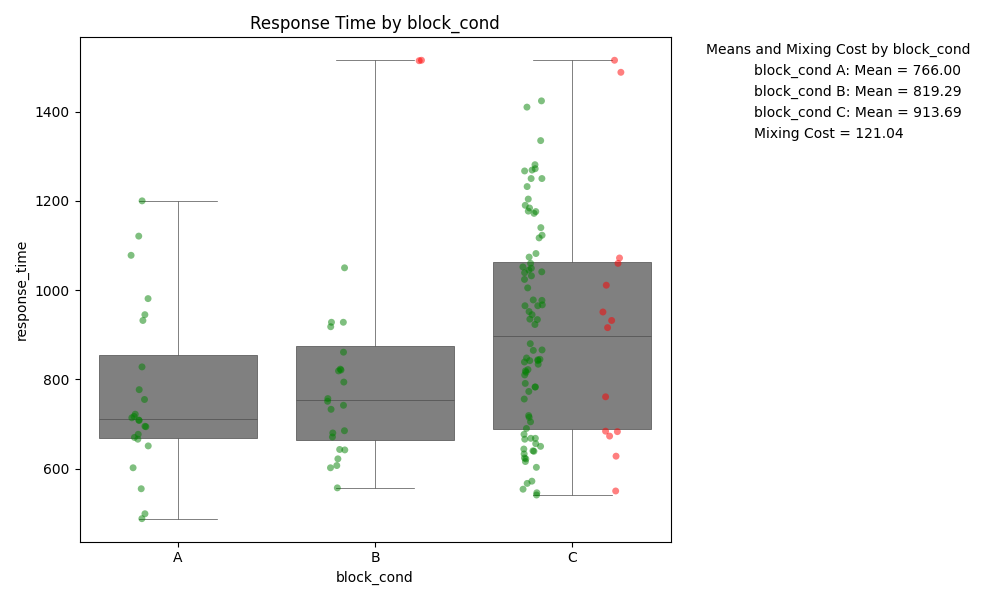 Response Time by block_cond
Means and Mixing Cost by block_cond
block_cond A: Mean = 766.00
block_cond B: Mean = 819.29
block_cond C: Mean = 913.69
Mixing Cost = 121.04
response_time
1400
1200
1000
800
600
A
B
C
block_cond